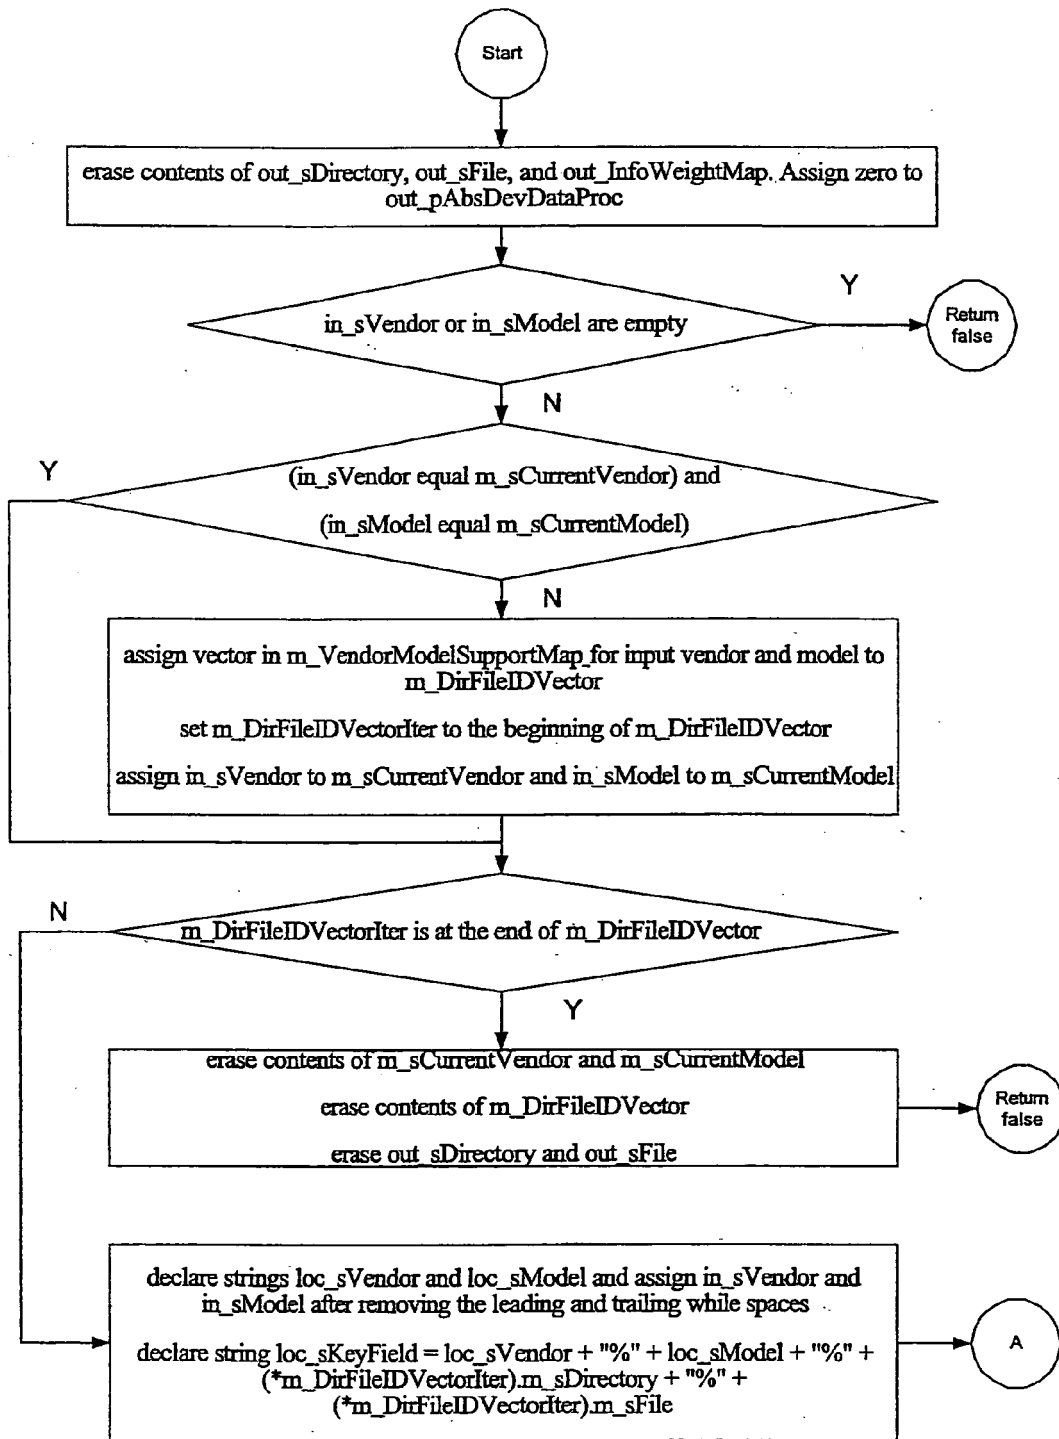 Start
erase contents of out_sDirectory, out_sFile, and out_InfoWeightMap. Assign zero to
out_pAbsDevDataProc
Y
in_sVendor or in_sModel are empty
Return
false
N
Y
(in_sVendor equal m_sCurrentVendor) and
(in_sModel equal m_sCurrentModel)
N
assign vector in m_VendorModelSupportMap for input vendor and model to
m_DirFileIDVector
set m_DirFileIDVectorIter to the beginning of m_DirFileIDVector
assign in_sVendor to m_sCurrentVendor and in_sModel to m_sCurrentModel
N
m_DirFileIDVectorIter is at the end of m_DirFileIDVector
Y
erase contents of m_sCurrentVendor and m_sCurrentModel
erase contents of m_DirFileIDVector
erase out_sDirectory and out_sFile
Return
false
declare strings loc_sVendor and loc_sModel and assign in_sVendor and
in_sModel after removing the leading and trailing while spaces
declare string loc_sKeyField = loc_sVendor + "%" + loc_sModel + "%" +
(*m_DirFileIDVectorIter).m_sDirectory + "%" +
(*m_DirFileIDVectorIter).m_sFile
A